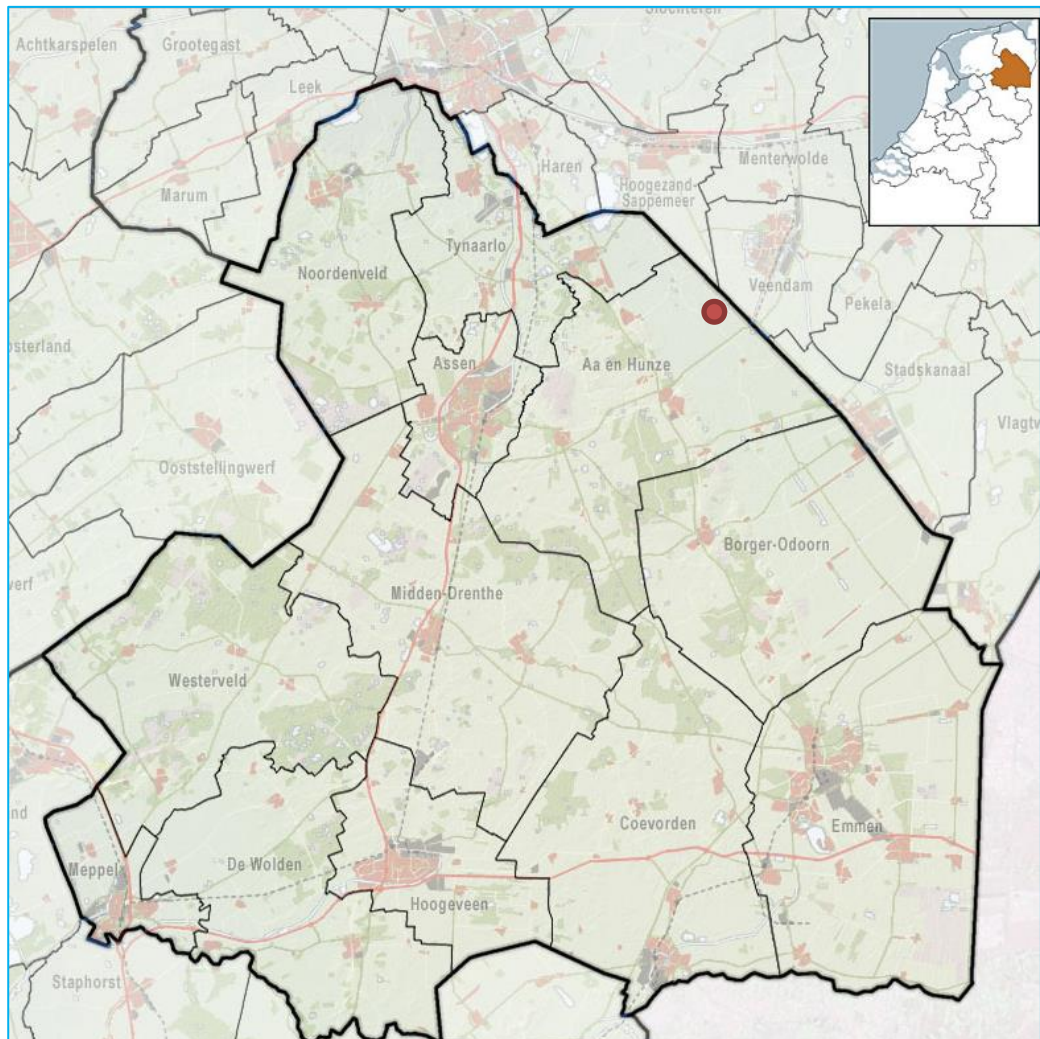 Slochteren
Achtkarspelen
Grootegast
Leek
Haren
Menterwolde
Hoogezand-
Sappemeer
Marum
Tynaarlo
Noordenveld
Veendam
Pekela
osterland
Assen
Aa en Hunze
Stadskanaal
Vlagtw
Ooststellingwerf
Borger-Odoorn
werf
Midden-Drenthe
Westerveld
nd
Coevorden
Emmen
Meppel
De Wolden
Hoogeveen
Staphorst